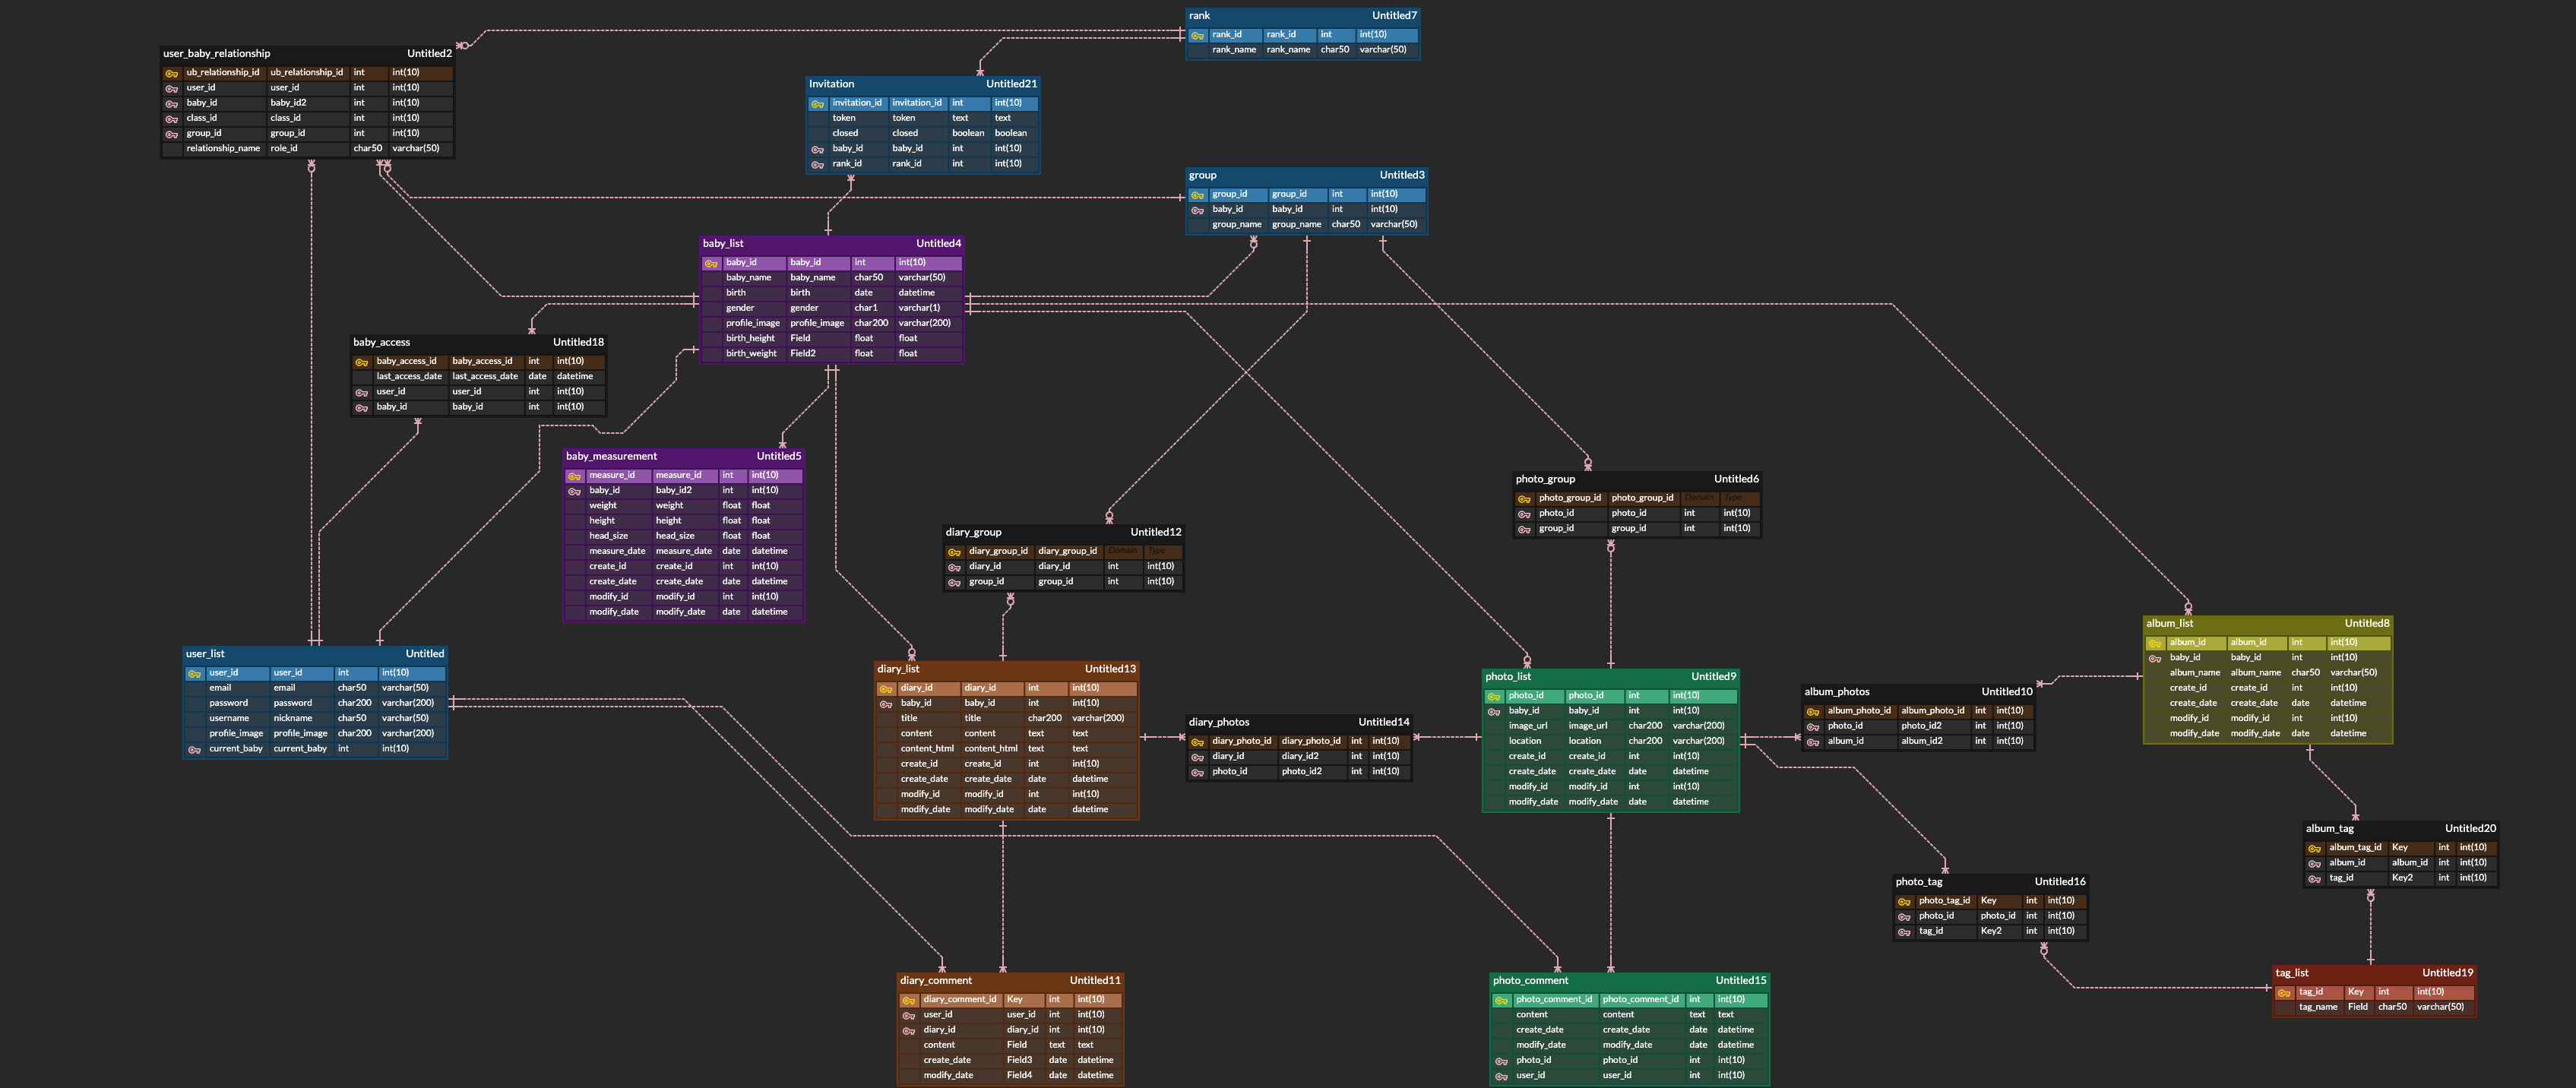 rank Untitled7
rank_id rank_id int int(10)
rank_name rank_name char50 varchar(50)
user_baby_relationship Untitled2
ub_relationship_id ub_relationship_id int int(10)
user_id user_id int int(10)
baby_id baby_id2 int int(10)
class_id class_id int int(10)
group_id group_id int int(10)
relationship_name role_id char50 varchar(50)
Invitation Untitled21
invitation_id invitation_id int int(10)
token token text text
closed closed boolean boolean
baby_id baby_id int int(10)
rank_id rank_id int int(10)
group Untitled3
group_id group_id int int(10)
baby_id baby_id int int(10)
group_name group_name char50 varchar(50)
baby_list Untitled4
baby_id baby_id int int(10)
baby_name baby_name char50 varchar(50)
birth birth date datetime
gender gender char1 varchar(1)
profile_image profile_image char200 varchar(200)
birth_height Field float float
birth_weight Field2 float float
baby_access Untitled18
baby_access_id baby_access_id int int(10)
last_access_date last_access_date date datetime
user_id user_id int int(10)
baby_id baby_id int int(10)
baby_measurement Untitled5
measure_id measure_id int int(10)
baby_id baby_id2 int int(10)
weight weight float float
height height float float
head_size head_size float float
measure_date measure_date date datetime
create_id create_id int int(10)
create_date create_date date datetime
modify_id modify_id int int(10)
modify_date modify_date date datetime
photo_group Untitled6
photo_group_id photo_group_id Domain Type
photo_id photo_id int int(10)
group_id group_id int int(10)
diary_group Untitled12
diary_group_id diary_group_id Domain Type
diary_id diary_id int int(10)
group_id group_id int int(10)
user_list Untitled
user_id user_id int int(10)
email email char50 varchar(50)
password password char200 varchar(200)
username nickname char50 varchar(50)
profile_image profile_image char200 varchar(200)
current_baby current_baby int int(10)
diary_list Untitled13
diary_id diary_id int int(10)
baby_id baby_id int int(10)
title title char200 varchar(200)
content content text text
content_html content_html text text
create_id create_id int int(10)
create_date create_date date datetime
modify_id modify_id int int(10)
modify_date modify_date date datetime
diary_photos Untitled14
diary_photo_id diary_photo_id int int(10)
diary_id diary_id2 int int(10)
photo_id photo_id2 int int(10)
photo_list Untitled9
photo_id photo_id int int(10)
baby_id baby_id int int(10)
image_url image_url char200 varchar(200)
location location char200 varchar(200)
create_id create_id int int(10)
create_date create_date date datetime
modify_id modify_id int int(10)
modify_date modify_date date datetime
album_photos Untitled10
album_photo_id album_photo_id int int(10)
photo_id photo_id2 int int(10)
album_id album_id2 int int(10)
album_list Untitled8
album_id album_id int int(10)
baby_id baby_id int int(10)
album_name album_name char50 varchar(50)
create_id create_id int int(10)
create_date create_date date datetime
modify_id modify_id int int(10)
modify_date modify_date date datetime
album_tag Untitled20
album_tag_id Key int int(10)
album_id album_id int int(10)
tag_id Key2 int int(10)
photo_tag Untitled16
photo_tag_id Key int int(10)
photo_id photo_id int int(10)
tag_id Key2 int int(10)
tag_list Untitled19
tag_id Key int int(10)
tag_name Field char50 varchar(50)
diary_comment Untitled11
diary_comment_id Key int int(10)
user_id user_id int int(10)
diary_id diary_id int int(10)
content Field text text
create_date Field3 date datetime
modify_date Field4 date datetime
photo_comment Untitled15
photo_comment_id photo_comment_id int int(10)
content content text text
create_date create_date date datetime
modify_date modify_date date datetime
photo_id photo_id int int(10)
user_id user_id int int(10)